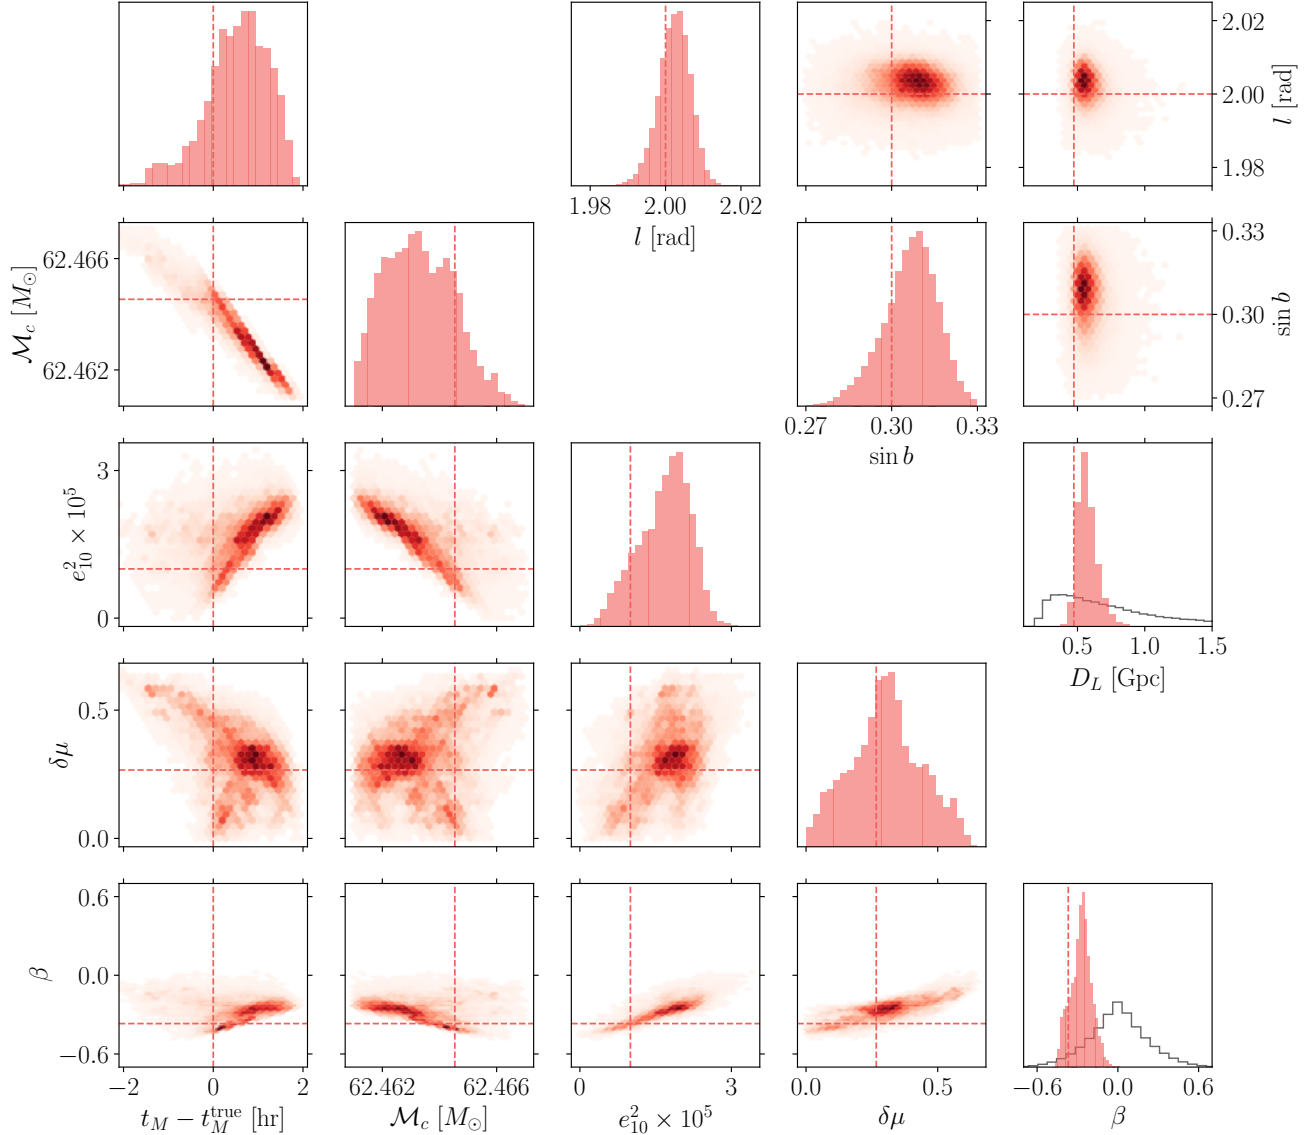 2.02
2.00
1.98
l [rad]
1.98 2.00 2.02
l [rad]
62.466
62.462
ℳ_c [M_⊙]
0.33
0.30
0.27
sin b
0.27 0.30 0.33
sin b
3
0
e²₁₀ × 10⁵
0.5 1.0 1.5
D_L [Gpc]
0.5
0.0
δμ
0.6
0.0
−0.6
β
−2 0 2
t_M − t_M^true [hr]
62.462 62.466
ℳ_c [M_⊙]
0 3
e²₁₀ × 10⁵
0.0 0.5
δμ
−0.6 0.0 0.6
β